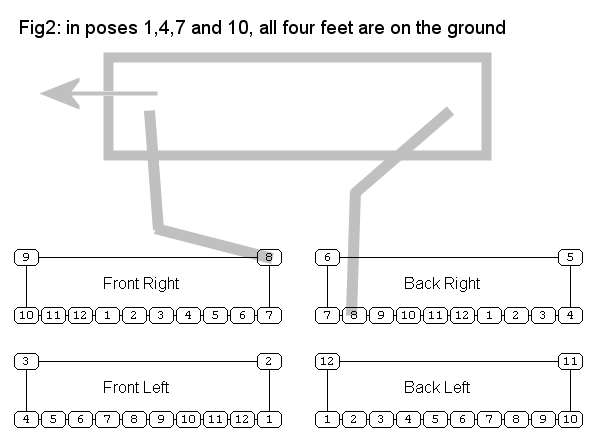 Fig2: in poses 1,4,7 and 10, all four feet are on the ground
9 8 6 5
Front Right Back Right
10 11 12 1 2 3 4 5 6 7 7 8 9 10 11 12 1 2 3 4
3 2 12 11
Front Left Back Left
4 5 6 7 8 9 10 11 12 1 1 2 3 4 5 6 7 8 9 10